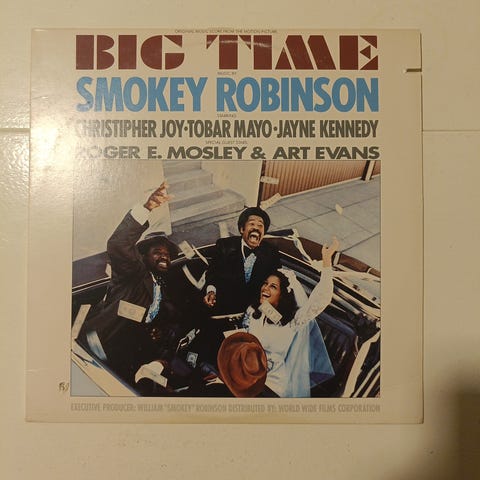 ORIGINAL MUSIC SCORE FROM THE MOTION PICTURE
BIG TIME
MUSIC BY
SMOKEY ROBINSON
STARRING
CHRISTIPHER JOY•TOBAR MAYO•JAYNE KENNEDY
SPECIAL GUEST STARS
ROGER E. MOSLEY & ART EVANS
EXECUTIVE PRODUCER: WILLIAM "SMOKEY" ROBINSON DISTRIBUTED BY: WORLD WIDE FILMS CORPORATION